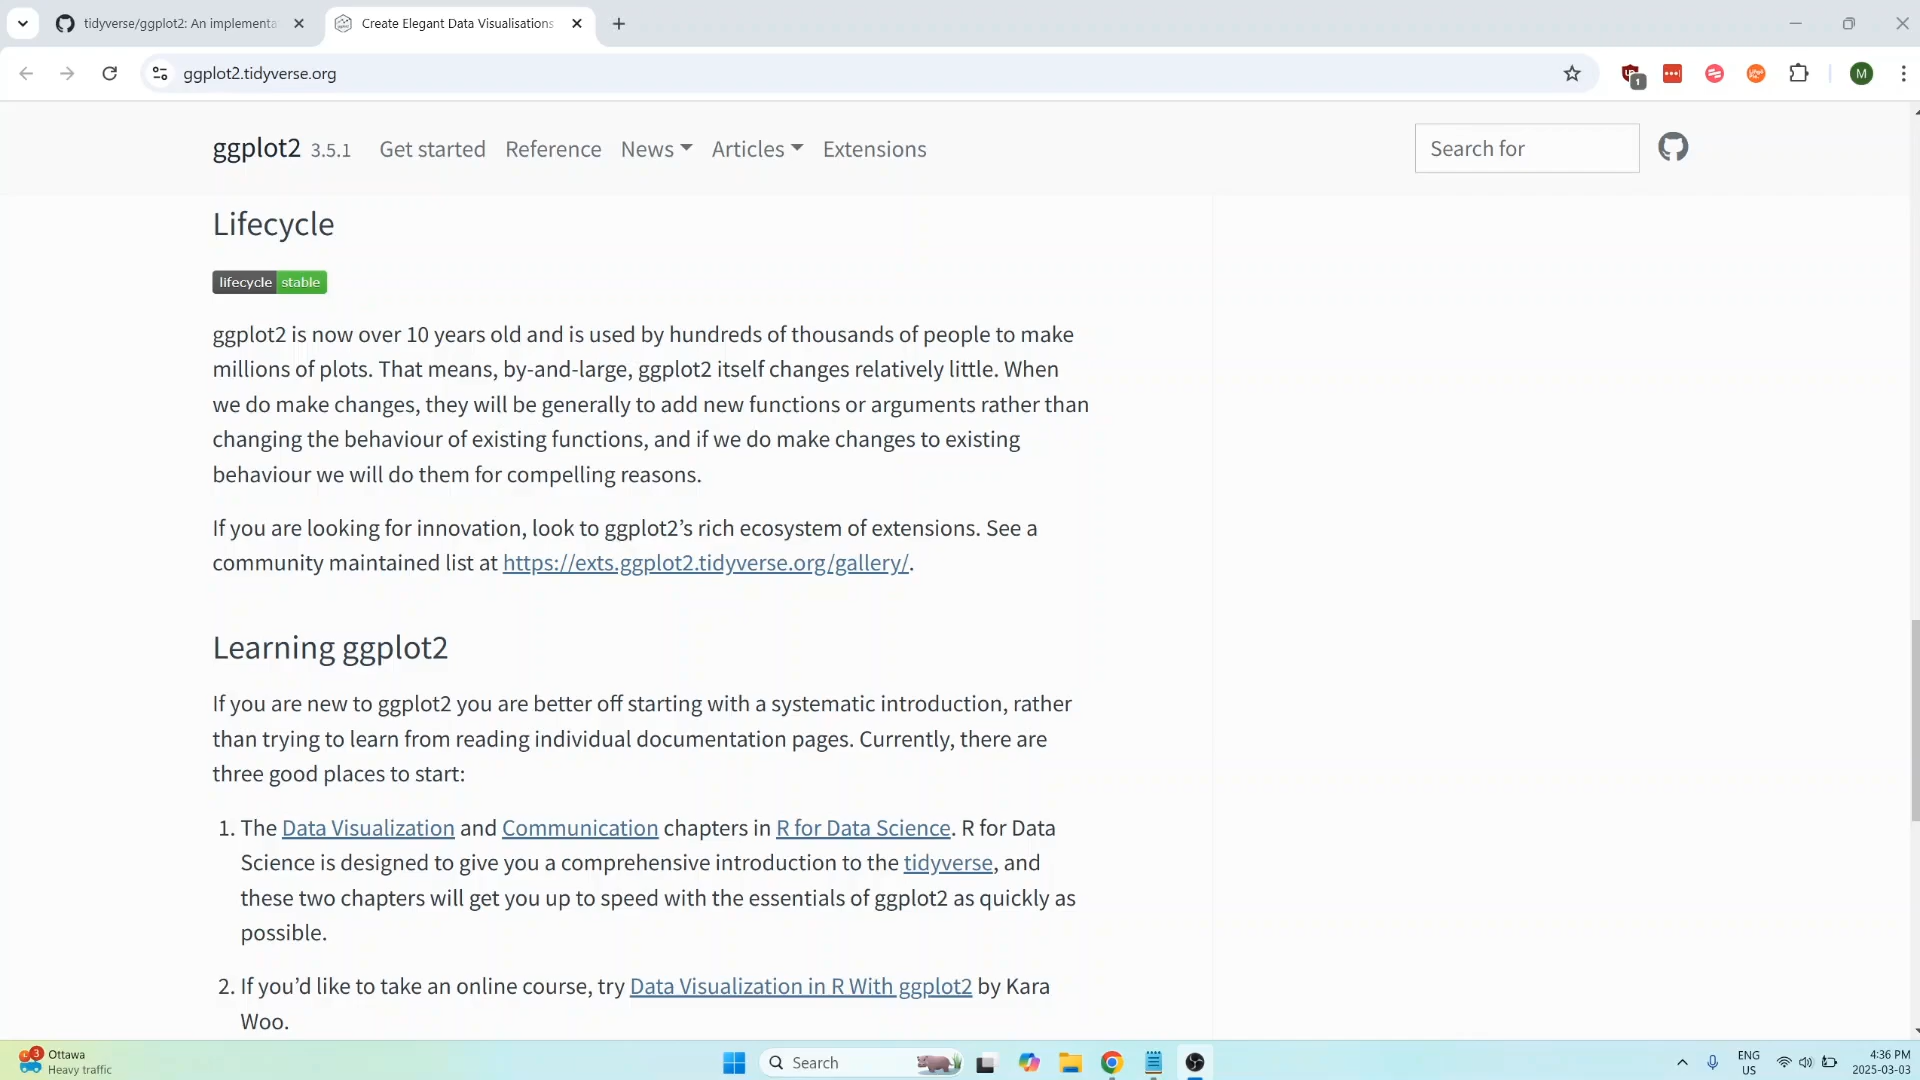 tidyverse/ggplot2: An implementa
Create Elegant Data Visualisations
ggplot2.tidyverse.org
1
M
ggplot2 3.5.1 Get started Reference News Articles Extensions
Search for
Lifecycle
lifecycle stable
ggplot2 is now over 10 years old and is used by hundreds of thousands of people to make
millions of plots. That means, by-and-large, ggplot2 itself changes relatively little. When
we do make changes, they will be generally to add new functions or arguments rather than
changing the behaviour of existing functions, and if we do make changes to existing
behaviour we will do them for compelling reasons.
If you are looking for innovation, look to ggplot2’s rich ecosystem of extensions. See a
community maintained list at https://exts.ggplot2.tidyverse.org/gallery/.
Learning ggplot2
If you are new to ggplot2 you are better off starting with a systematic introduction, rather
than trying to learn from reading individual documentation pages. Currently, there are
three good places to start:
1. The Data Visualization and Communication chapters in R for Data Science. R for Data
Science is designed to give you a comprehensive introduction to the tidyverse, and
these two chapters will get you up to speed with the essentials of ggplot2 as quickly as
possible.
2. If you’d like to take an online course, try Data Visualization in R With ggplot2 by Kara
Woo.
3
Ottawa
Heavy traffic
Search
ENG
US
4:36 PM
2025-03-03